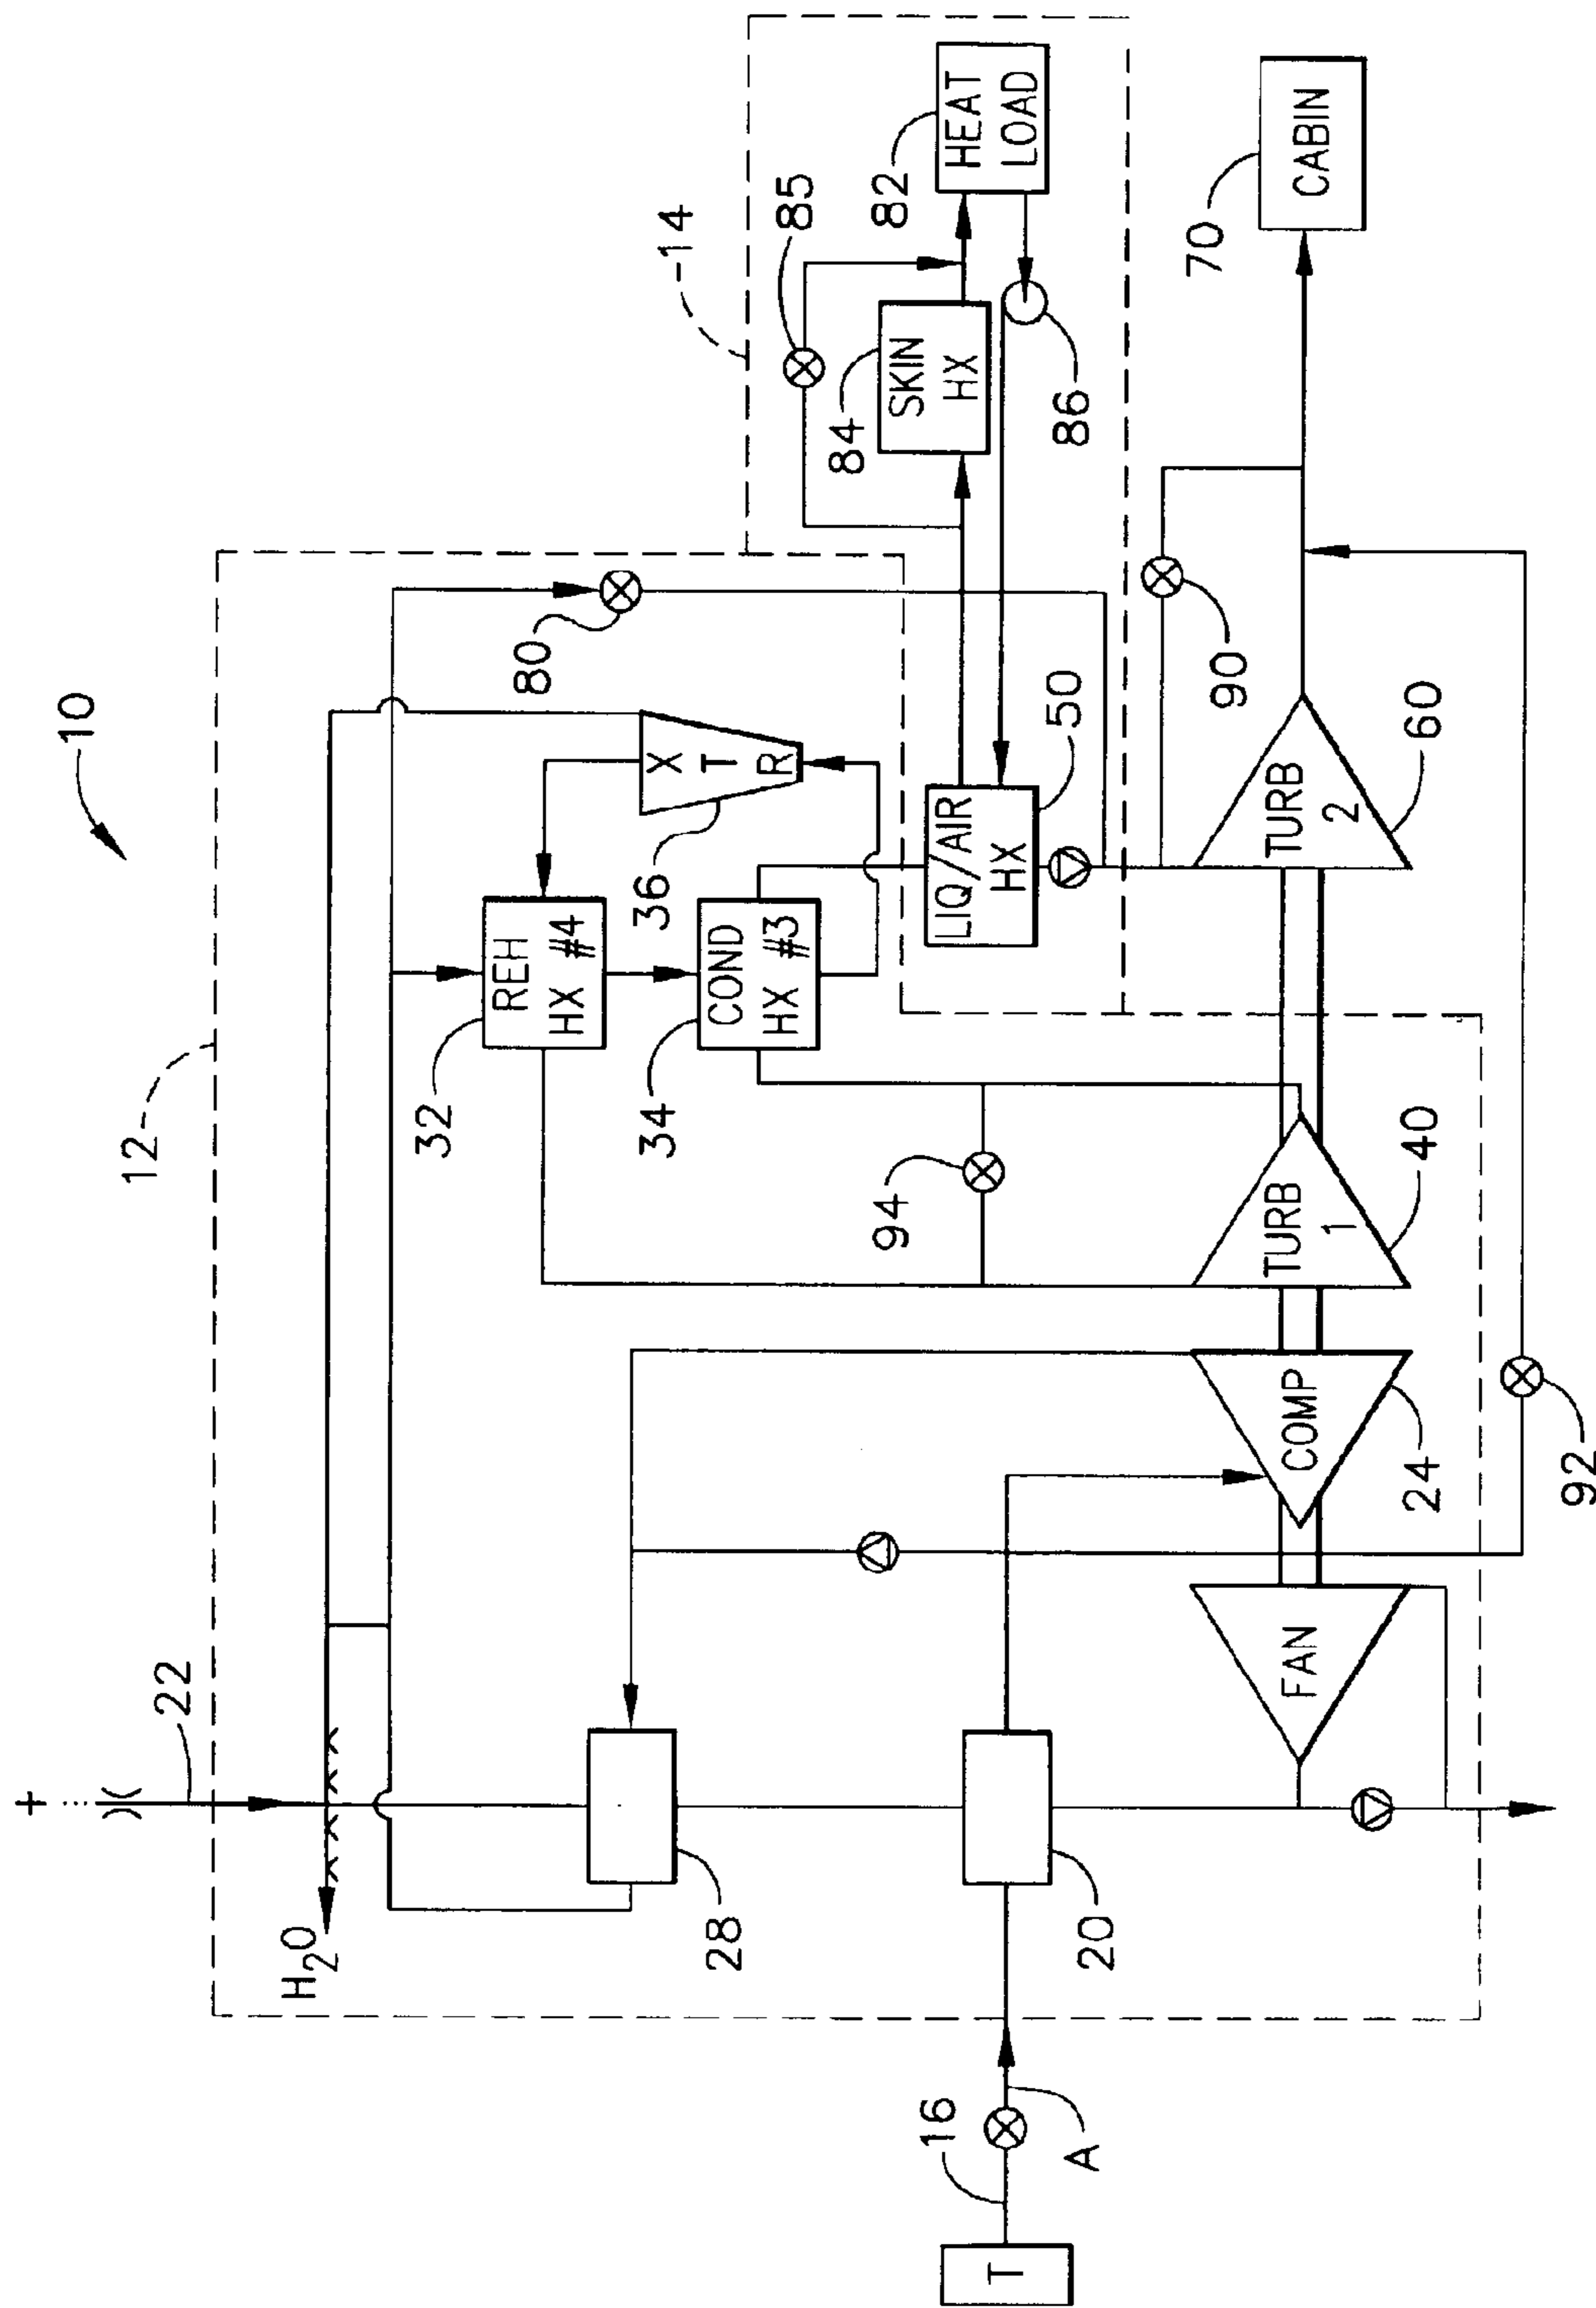 10
12
14
22
+
H2O
REH
HX #4
32
COND
HX #3
34
X
T
R
36
80
85
SKIN
HX
84
HEAT
LOAD
82
86
LIQ/AIR
HX
50
28
20
T
16
A
FAN
COMP
24
94
TURB
1
40
TURB
2
60
90
CABIN
70
92